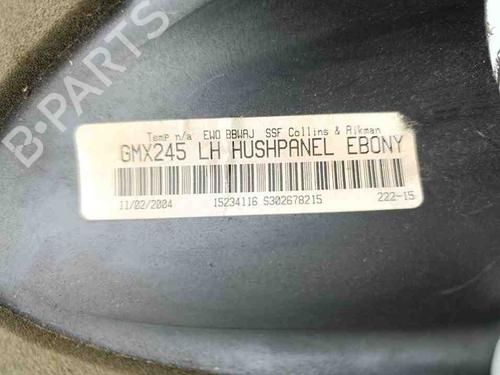 Temp n/a EWO BBWAJ SSF Collins & Aikman
GMX245 LH HUSHPANEL EBONY
11/02/2004 15234116 S302678215 222-15
B-PARTS